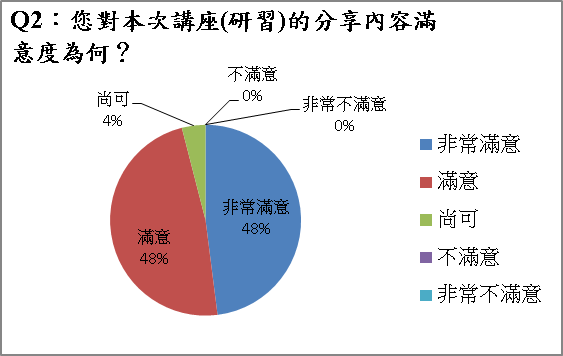 Q2：您對本次講座(研習)的分享內容滿
意度為何？
不滿意
0%
尚可
4%
非常不滿意
0%
非常滿意
48%
滿意
48%
非常滿意
滿意
尚可
不滿意
非常不滿意